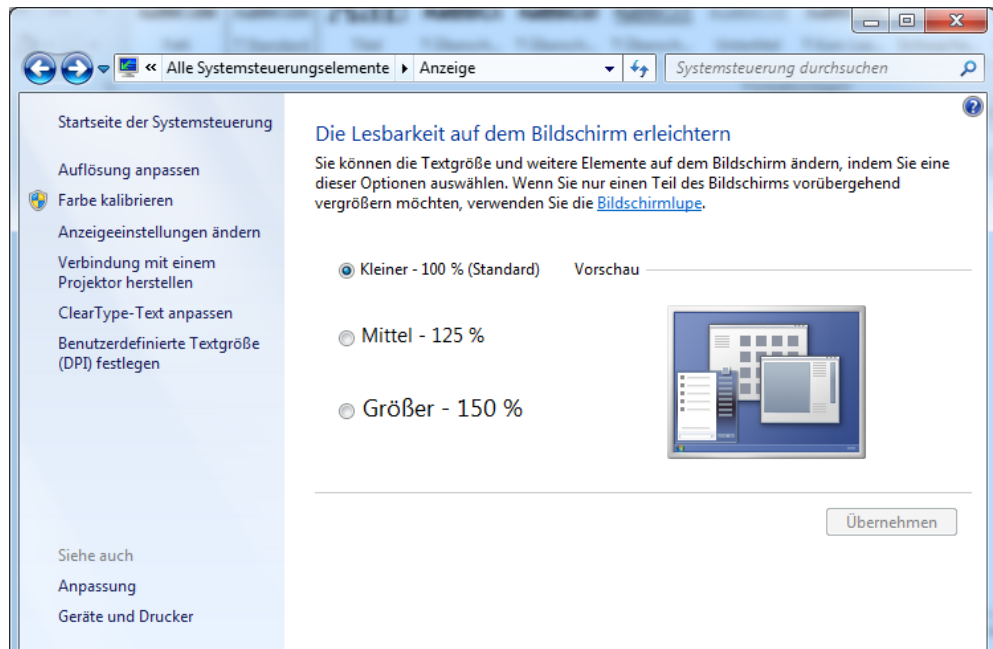 « Alle Systemsteuerungselemente Anzeige
Systemsteuerung durchsuchen
Startseite der Systemsteuerung
Auflösung anpassen
Farbe kalibrieren
Anzeigeeinstellungen ändern
Verbindung mit einem
Projektor herstellen
ClearType-Text anpassen
Benutzerdefinierte Textgröße
(DPI) festlegen
Siehe auch
Anpassung
Geräte und Drucker
Die Lesbarkeit auf dem Bildschirm erleichtern
Sie können die Textgröße und weitere Elemente auf dem Bildschirm ändern, indem Sie eine
dieser Optionen auswählen. Wenn Sie nur einen Teil des Bildschirms vorübergehend
vergrößern möchten, verwenden Sie die Bildschirmlupe.
Kleiner - 100 % (Standard) Vorschau
Mittel - 125 %
Größer - 150 %
Übernehmen